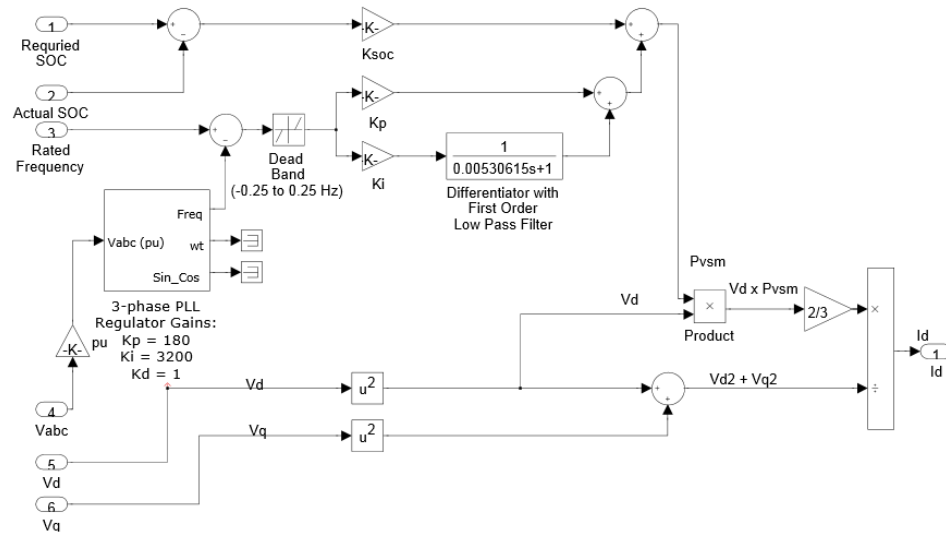 1
Requried
SOC
2
Actual SOC
3
Rated
Frequency
-K-
Ksoc
-K-
Kp
-K-
Ki
Dead
Band
(-0.25 to 0.25 Hz)
1
0.00530615s+1
Differentiator with
First Order
Low Pass Filter
Vabc (pu)
Freq
wt
Sin_Cos
3-phase PLL
Regulator Gains:
Kp = 180
Ki = 3200
Kd = 1
-K-
pu
4
Vabc
5
Vd
6
Vq
Vd
u2
Vq
u2
Vd
Pvsm
×
Product
Vd x Pvsm
2/3
Vd2 + Vq2
×
÷
Id
1
Id